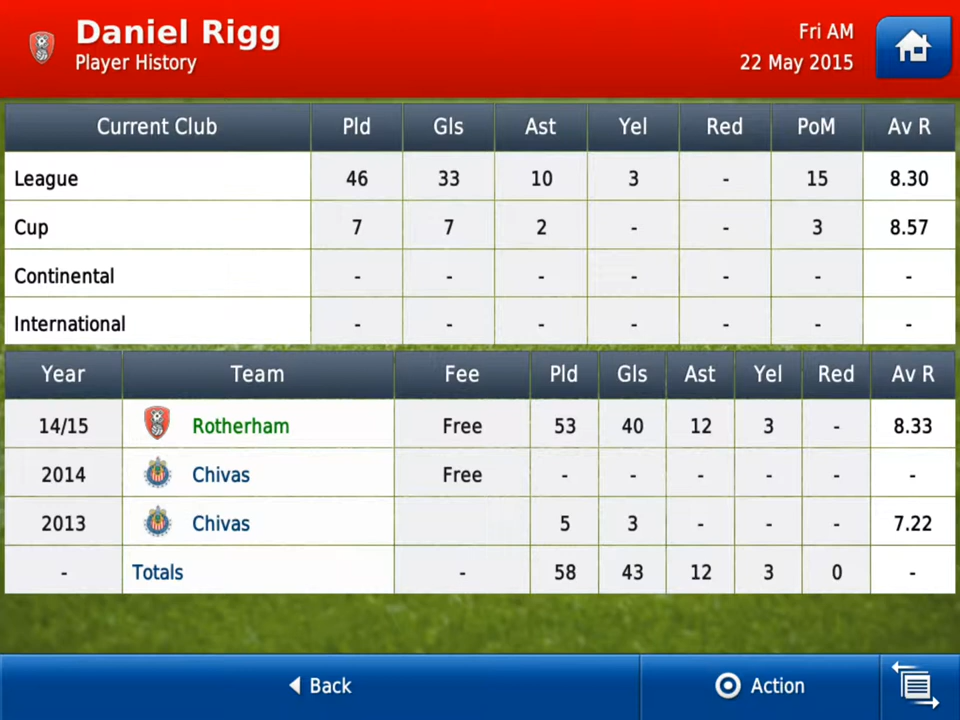 Daniel Rigg
Player History
Fri AM
22 May 2015
Current Club Pld Gls Ast Yel Red PoM Av R
League 46 33 10 3 - 15 8.30
Cup 7 7 2 - - 3 8.57
Continental - - - - - - -
International - - - - - - -
Year Team Fee Pld Gls Ast Yel Red Av R
14/15 Rotherham Free 53 40 12 3 - 8.33
2014 Chivas Free - - - - - -
2013 Chivas 5 3 - - - 7.22
- Totals - 58 43 12 3 0 -
Back Action